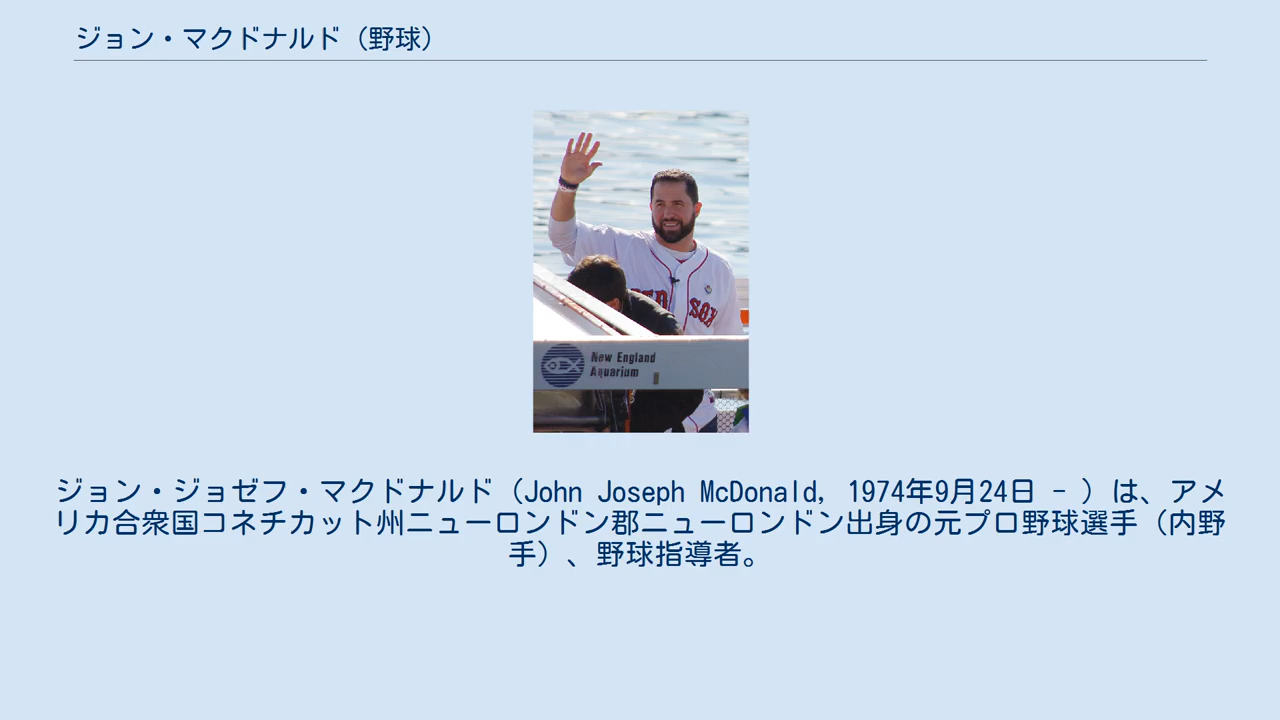 ジョン・マクドナルド（野球）
RED SOX
New England
Aquarium
ジョン・ジョゼフ・マクドナルド（John Joseph McDonald, 1974年9月24日 - ）は、アメ
リカ合衆国コネチカット州ニューロンドン郡ニューロンドン出身の元プロ野球選手（内野
手）、野球指導者。